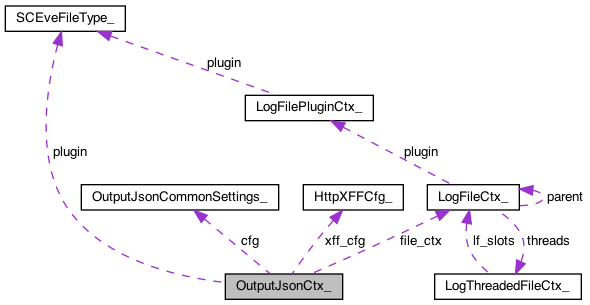 SCEveFileType_
plugin
LogFilePluginCtx_
plugin
plugin
OutputJsonCommonSettings_
HttpXFFCfg_
LogFileCtx_
parent
cfg
xff_cfg
file_ctx
lf_slots
threads
OutputJsonCtx_
LogThreadedFileCtx_